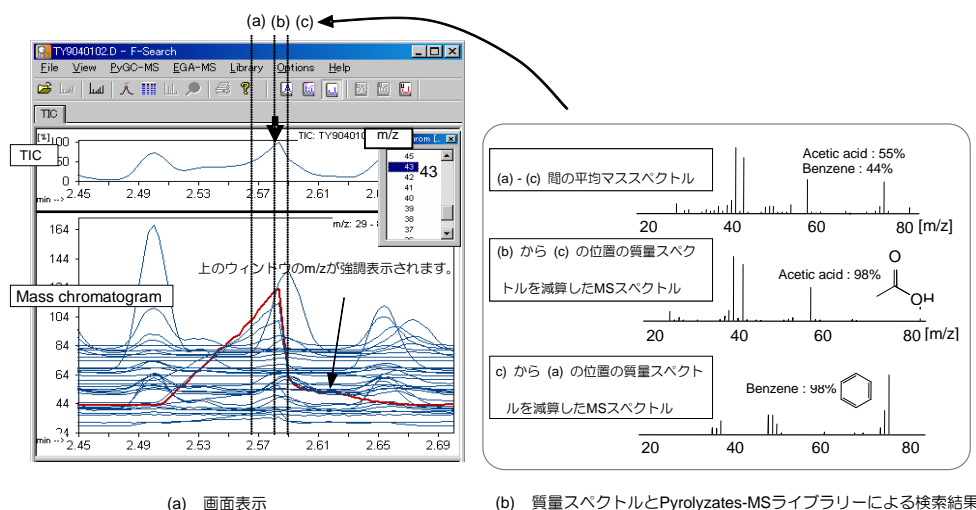 (a) (b) (c)
TY9040102.D - F-Search
File View PyGC-MS EGA-MS Library Options Help
TIC
[%]
100
50
0
TIC: TY904010
TIC
min -->
2.45 2.49 2.53 2.57 2.61 2.65
m/z
45
43
42
41
40
39
38
37
43
m/z: 29 -
164
144
上のウィントウのm/zが強調表示されます。
Mass chromatogram
104
84
64
44
24
min -->
2.45 2.49 2.53 2.57 2.61 2.65 2.69
(a) 画面表示
(a) - (c) 間の平均マススペクトル
Acetic acid : 55%
Benzene : 44%
20 40 60 80 [m/z]
(b) から (c) の位置の質量スペク
トルを減算したMSスペクトル
Acetic acid : 98%
O
OH
20 40 60 80 [m/z]
c) から (a) の位置の質量スペクト
ルを減算したMSスペクトル
Benzene : 98%
20 40 60 80
(b) 質量スペクトルとPyrolyzates-MSライブラリーによる検索結果